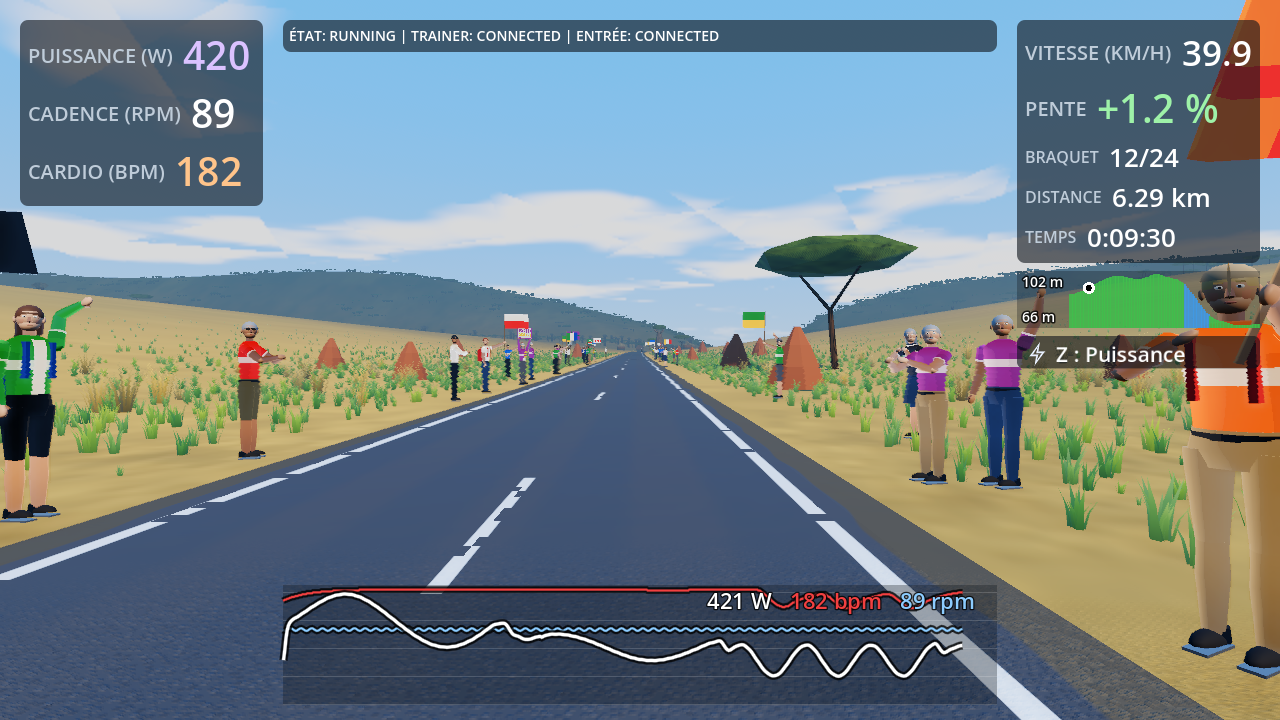 PUISSANCE (W) 420
CADENCE (RPM) 89
CARDIO (BPM) 182
ÉTAT: RUNNING | TRAINER: CONNECTED | ENTRÉE: CONNECTED
VITESSE (KM/H) 39.9
PENTE +1.2 %
BRAQUET 12/24
DISTANCE 6.29 km
TEMPS 0:09:30
102 m
66 m
Z : Puissance
421 W 182 bpm 89 rpm